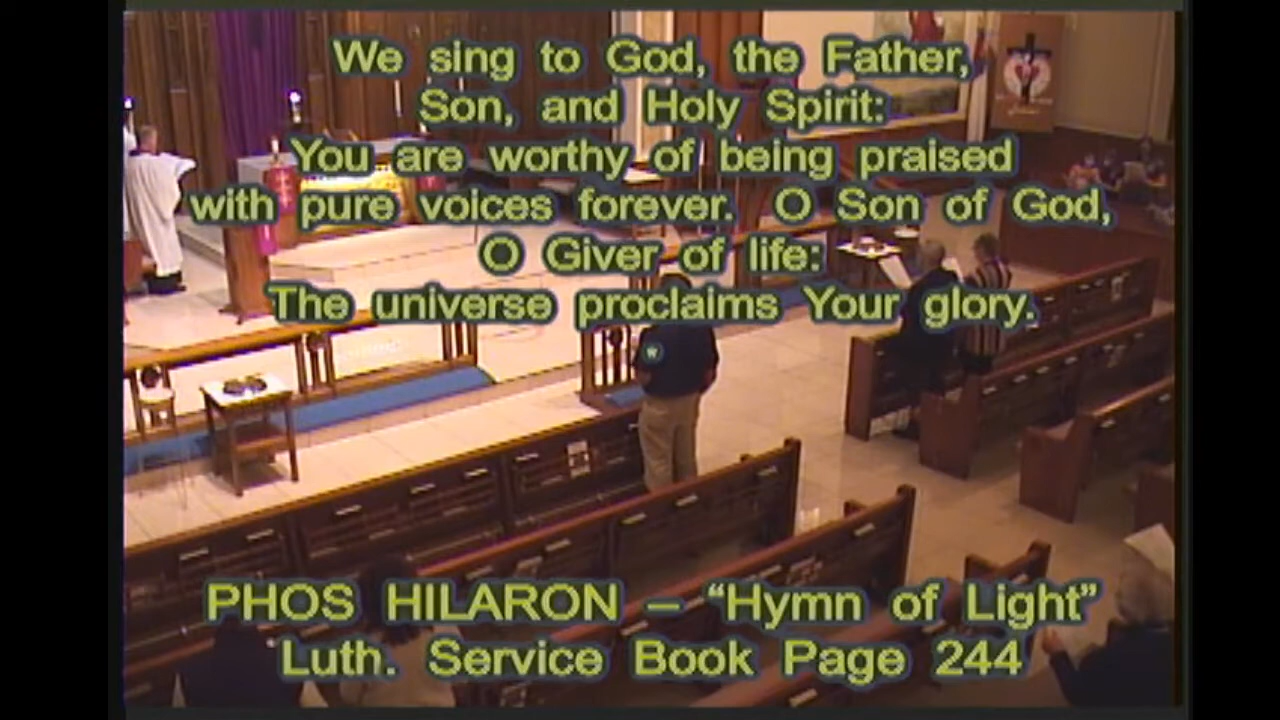 We sing to God, the Father,
Son, and Holy Spirit:
You are worthy of being praised
with pure voices forever. O Son of God,
O Giver of life:
The universe proclaims Your glory.
PHOS HILARON – “Hymn of Light”
Luth. Service Book Page 244